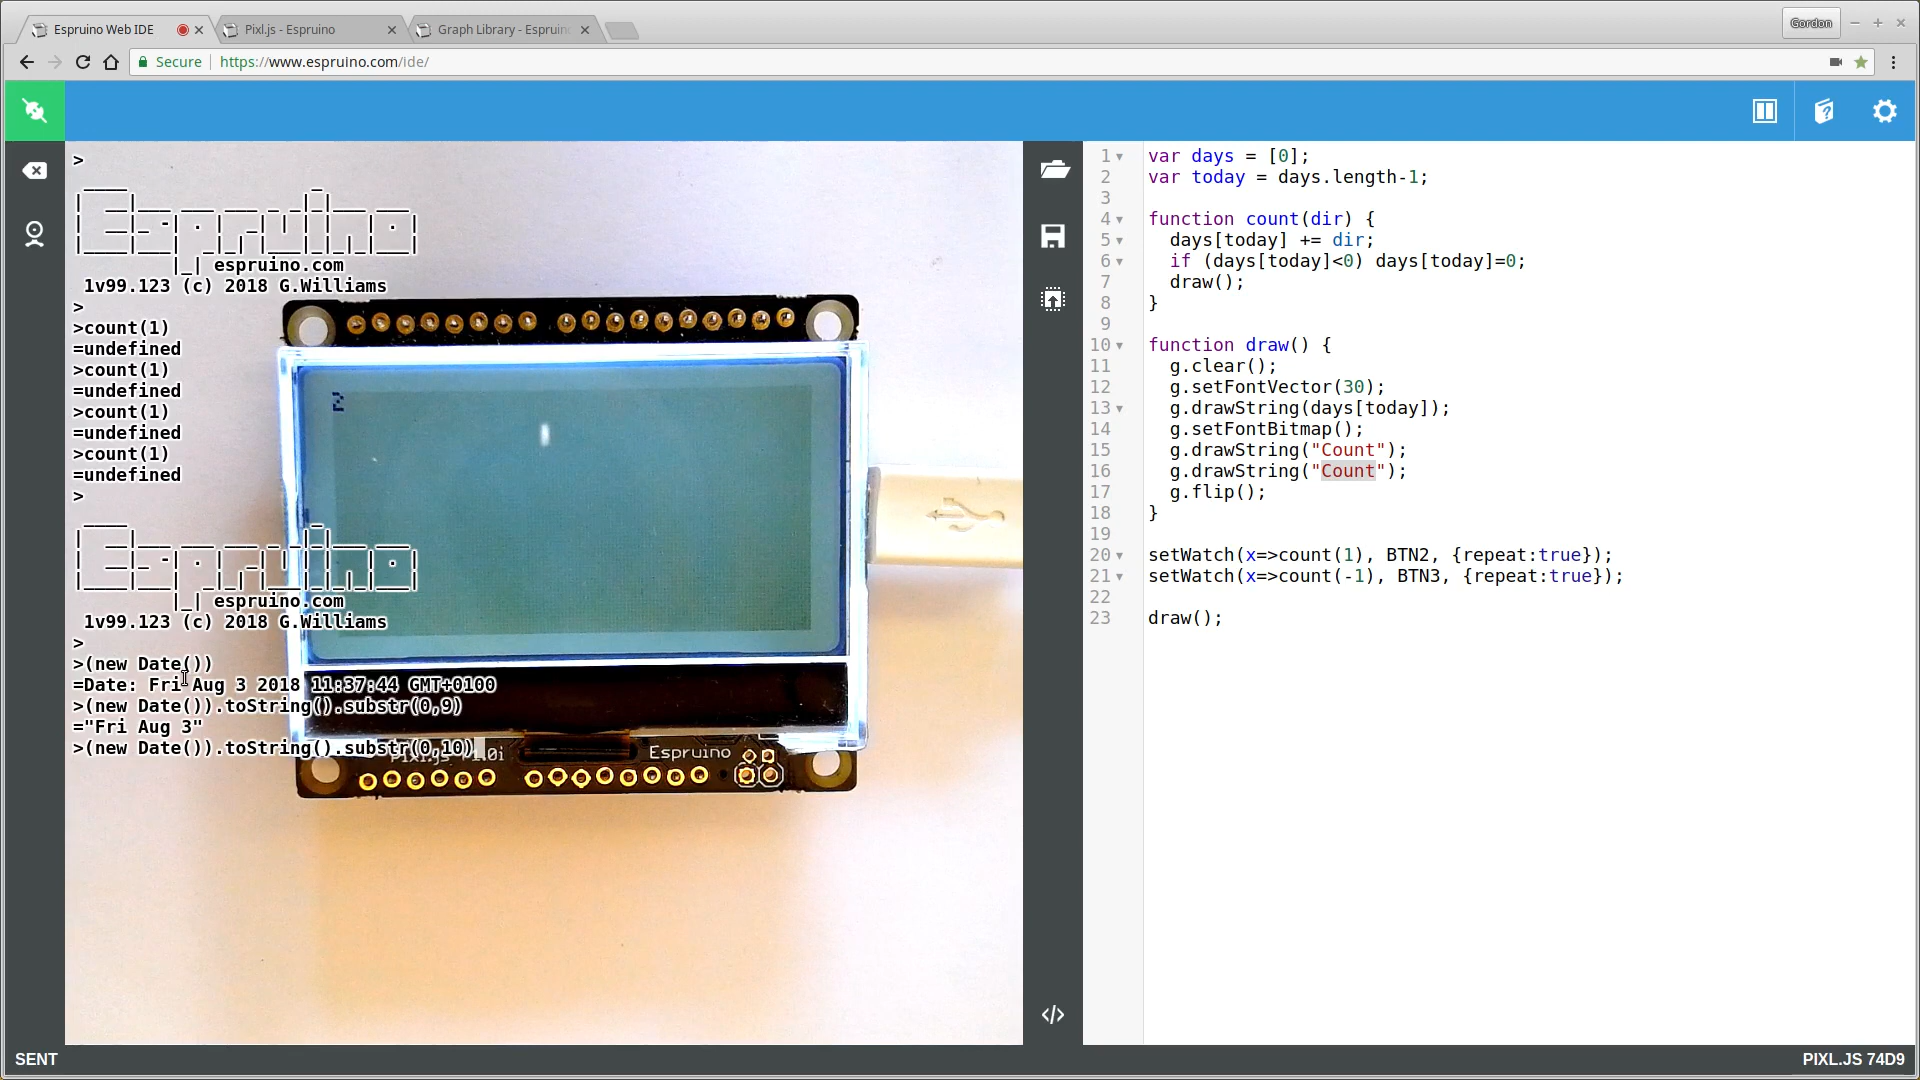 Espruino Web IDE
Pixl.js - Espruino
Graph Library - Espruin
Gordon
Secure
https://www.espruino.com/ide/
>
espruino.com
1v99.123 (c) 2018 G.Williams
>
>count(1)
=undefined
>count(1)
=undefined
>count(1)
=undefined
>count(1)
=undefined
>
espruino.com
1v99.123 (c) 2018 G.Williams
>
>(new Date())
=Date: Fri Aug 3 2018 11:37:44 GMT+0100
>(new Date()).toString().substr(0,9)
="Fri Aug 3"
>(new Date()).toString().substr(0,10)
2
Pixl.js v1.0i
Espruino
1 var days = [0];
2 var today = days.length-1;
3
4 function count(dir) {
5 days[today] += dir;
6 if (days[today]<0) days[today]=0;
7 draw();
8 }
9
10 function draw() {
11 g.clear();
12 g.setFontVector(30);
13 g.drawString(days[today]);
14 g.setFontBitmap();
15 g.drawString("Count");
16 g.drawString("Count");
17 g.flip();
18 }
19
20 setWatch(x=>count(1), BTN2, {repeat:true});
21 setWatch(x=>count(-1), BTN3, {repeat:true});
22
23 draw();
SENT
PIXL.JS 74D9